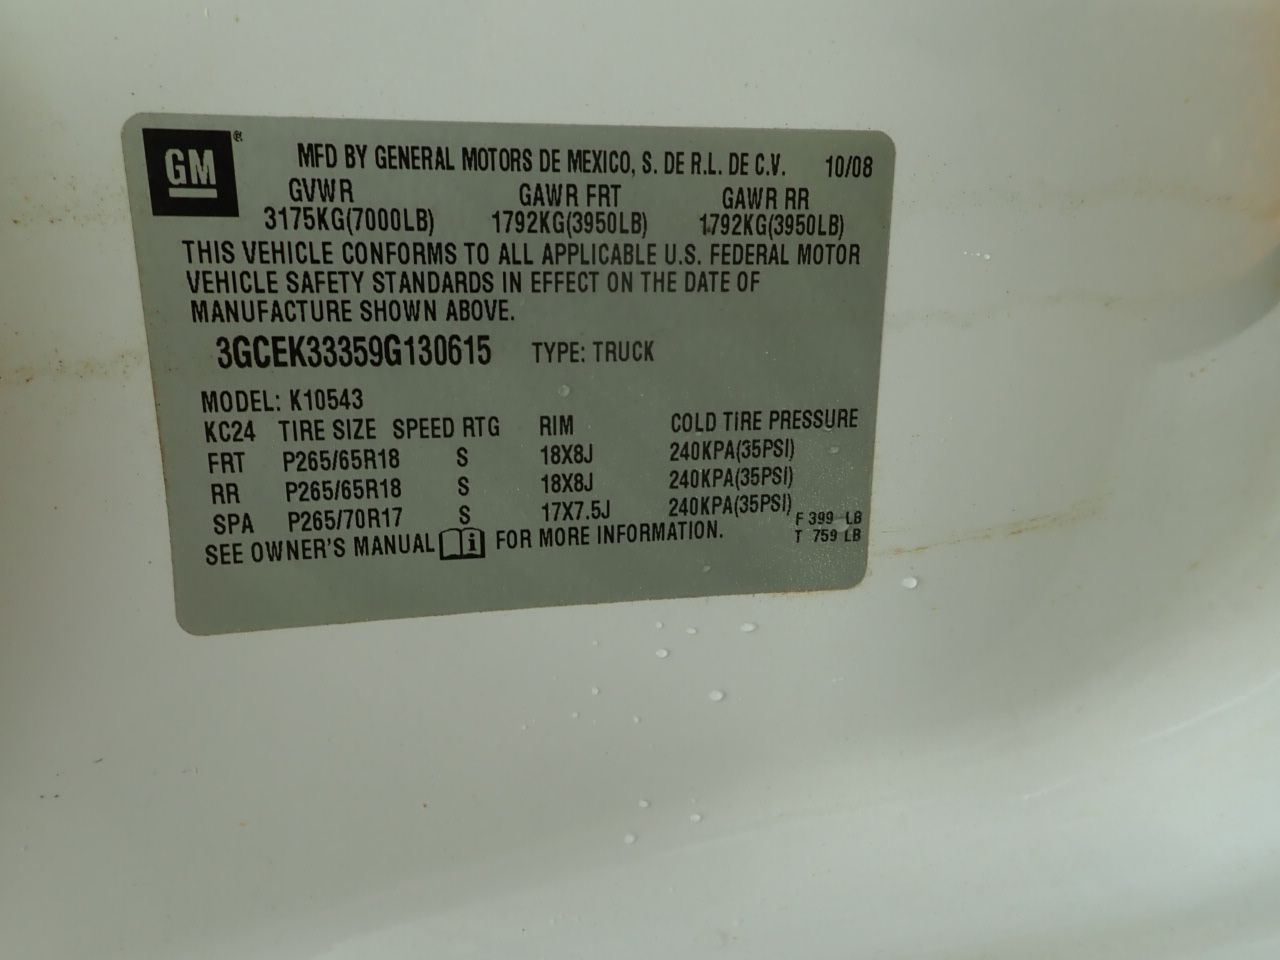 GM ®
MFD BY GENERAL MOTORS DE MEXICO, S. DE R.L. DE C.V. 10/08
GVWR GAWR FRT GAWR RR
3175KG(7000LB) 1792KG(3950LB) 1792KG(3950LB)
THIS VEHICLE CONFORMS TO ALL APPLICABLE U.S. FEDERAL MOTOR
VEHICLE SAFETY STANDARDS IN EFFECT ON THE DATE OF
MANUFACTURE SHOWN ABOVE.
3GCEK33359G130615 TYPE: TRUCK
MODEL: K10543
KC24 TIRE SIZE SPEED RTG RIM COLD TIRE PRESSURE
FRT P265/65R18 S 18X8J 240KPA(35PSI)
RR P265/65R18 S 18X8J 240KPA(35PSI)
SPA P265/70R17 S 17X7.5J 240KPA(35PSI)
F 399 LB
SEE OWNER'S MANUAL i FOR MORE INFORMATION.
T 759 LB